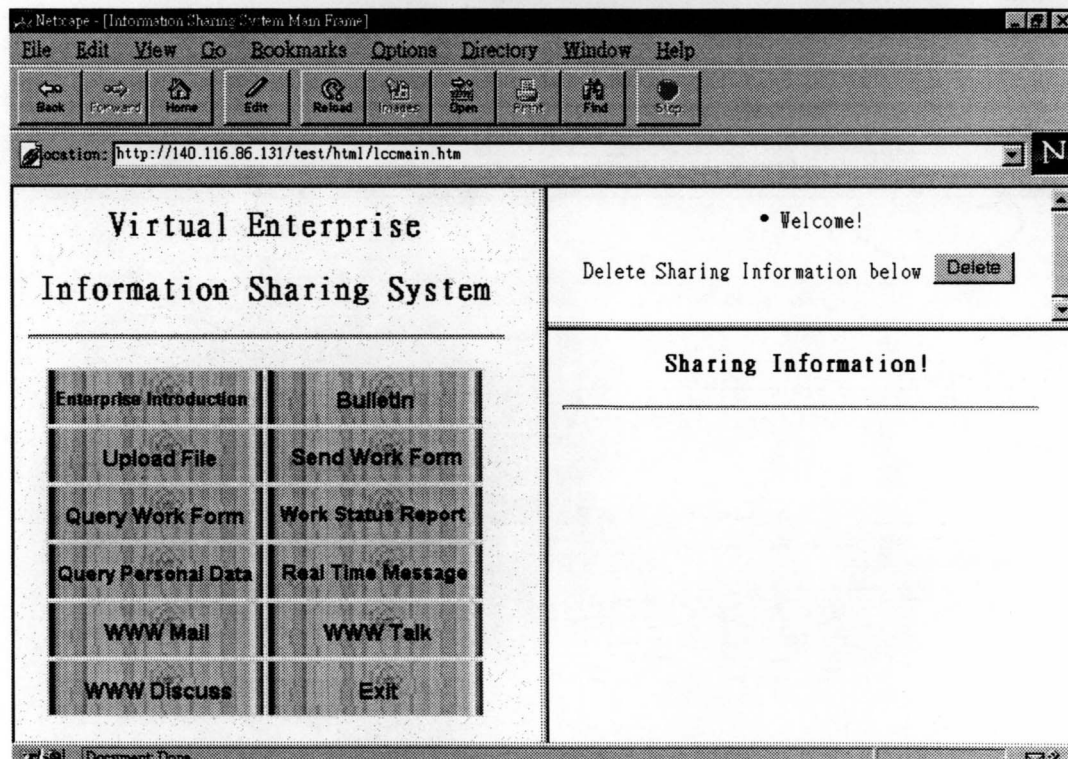 Netscape - [Information Sharing System Main Frame]
File Edit View Go Bookmarks Options Directory Window Help
Back Forward Home Edit Reload Images Open Print Find Stop
Location: http://140.116.86.131/test/html/lccmain.htm
N
Virtual Enterprise
Information Sharing System
• Welcome!
Delete Sharing Information below Delete
Sharing Information!
Enterprise Introduction Bulletin
Upload File Send Work Form
Query Work Form Work Status Report
Query Personal Data Real Time Message
WWW Mail WWW Talk
WWW Discuss Exit
Document: Done